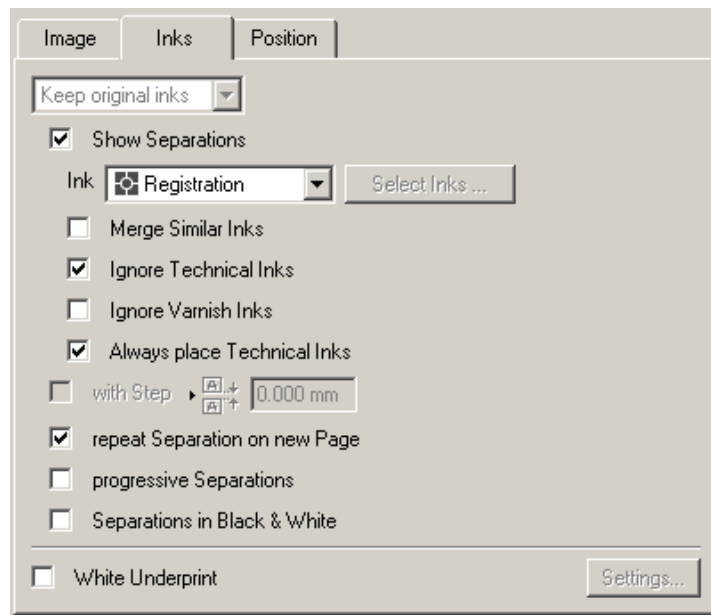 Image Inks Position
Keep original inks
Show Separations
Ink Registration Select Inks ...
Merge Similar Inks
Ignore Technical Inks
Ignore Varnish Inks
Always place Technical Inks
with Step A A 0.000 mm
repeat Separation on new Page
progressive Separations
Separations in Black & White
White Underprint Settings...